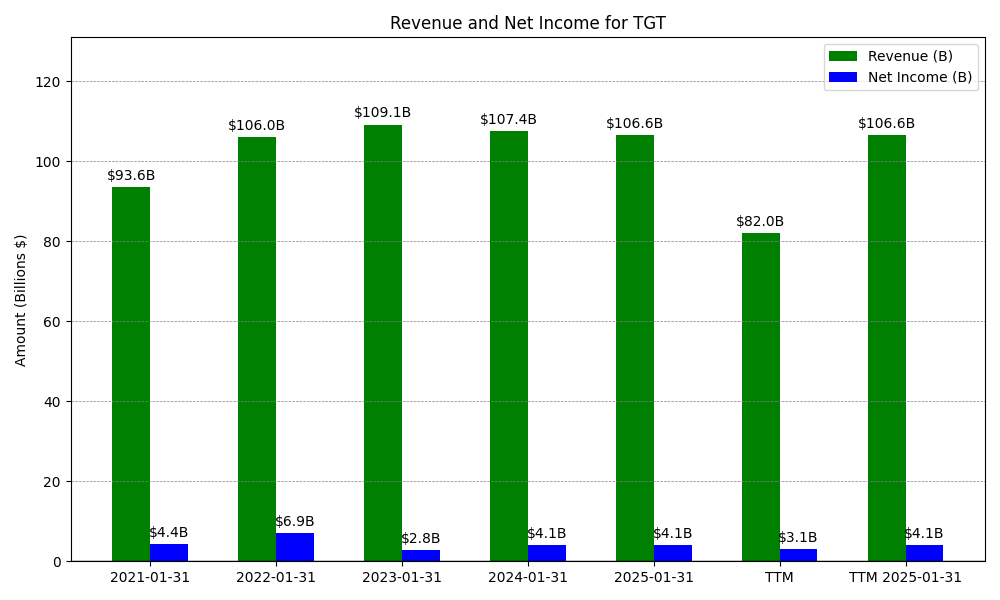 Revenue and Net Income for TGT
Revenue (B)
Net Income (B)
Amount (Billions $)
120
100
80
60
40
20
0
$93.6B
$4.4B
$106.0B
$6.9B
$109.1B
$2.8B
$107.4B
$4.1B
$106.6B
$4.1B
$82.0B
$3.1B
$106.6B
$4.1B
2021-01-31
2022-01-31
2023-01-31
2024-01-31
2025-01-31
TTM
TTM 2025-01-31